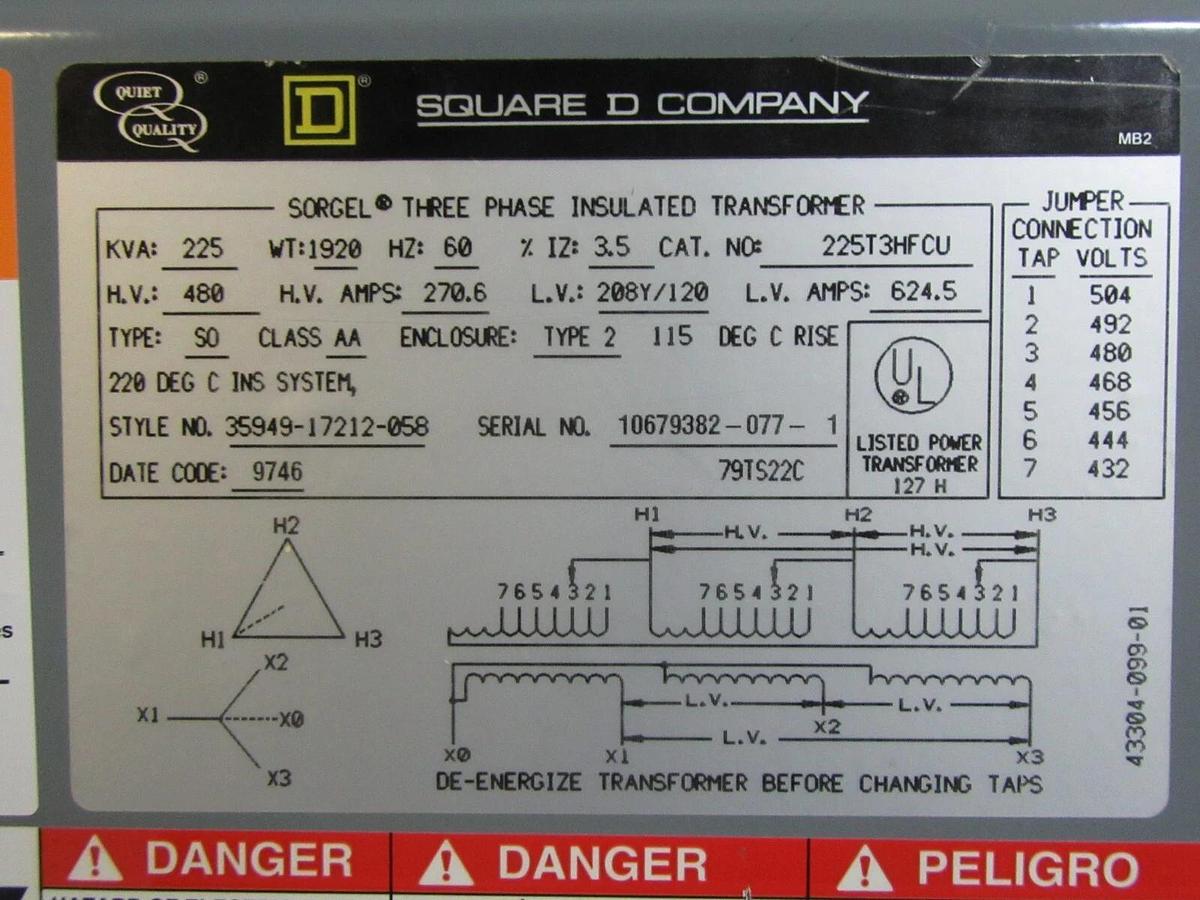 QUIET
QUALITY
®
D
®
SQUARE D COMPANY
MB2
SORGEL® THREE PHASE INSULATED TRANSFORMER
KVA: 225 WT:1920 HZ: 60 % IZ: 3.5 CAT. NO: 225T3HFCU
H.V.: 480 H.V. AMPS: 270.6 L.V.: 208Y/120 L.V. AMPS: 624.5
TYPE: SO CLASS AA ENCLOSURE: TYPE 2 115 DEG C RISE
220 DEG C INS SYSTEM,
STYLE NO. 35949-17212-058 SERIAL NO. 10679382-077- 1
DATE CODE: 9746 79TS22C
UL
®
LISTED POWER
TRANSFORMER
127 H
JUMPER
CONNECTION
TAP VOLTS
1 504
2 492
3 480
4 468
5 456
6 444
7 432
H2
H1 H3
X2
X1 X0
X3
H1 H2 H3
H.V. H.V.
H.V.
7 6 5 4 3 2 1 7 6 5 4 3 2 1 7 6 5 4 3 2 1
L.V. L.V.
X2
L.V.
X0 X1 X3
DE-ENERGIZE TRANSFORMER BEFORE CHANGING TAPS
43304-099-01
DANGER DANGER PELIGRO